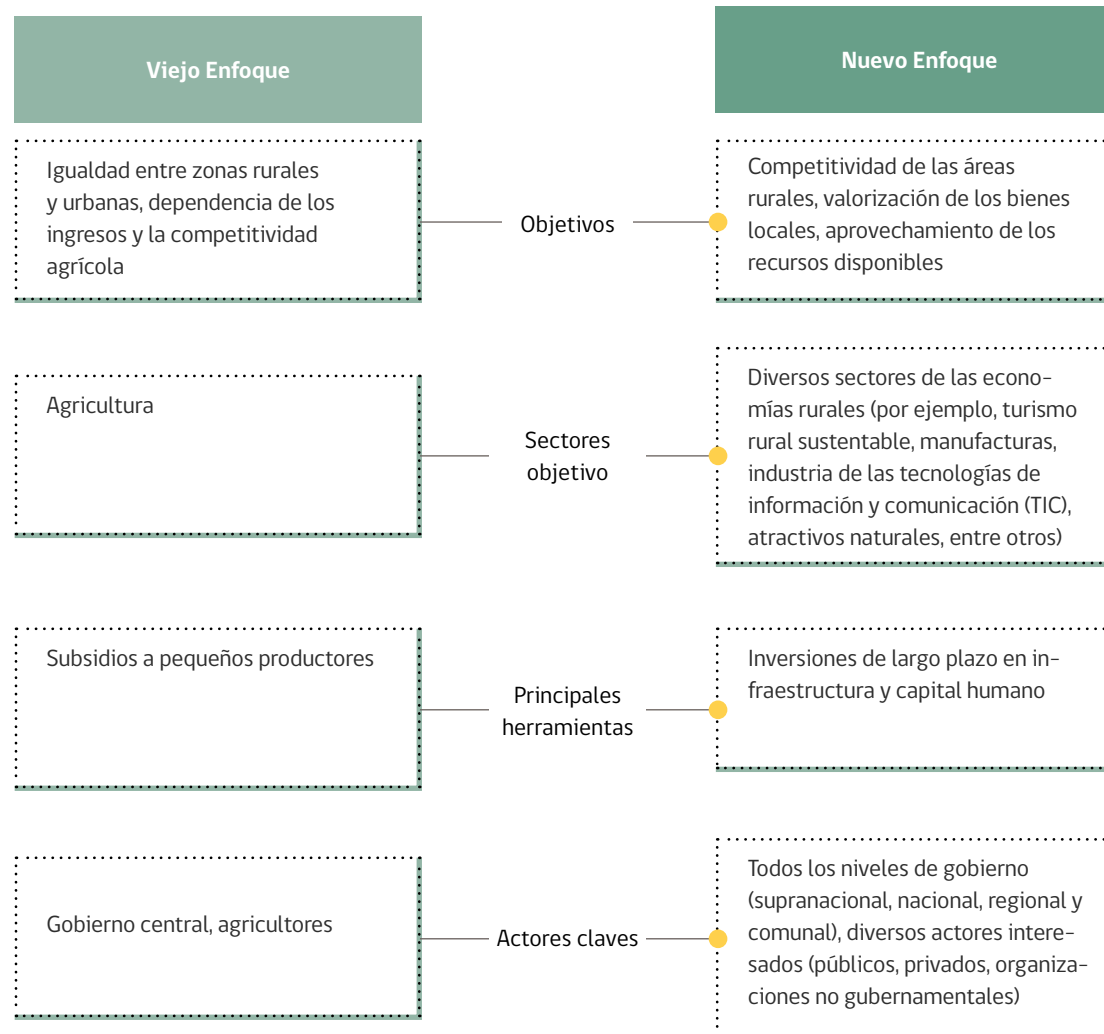 Viejo Enfoque
Nuevo Enfoque
Igualdad entre zonas rurales
y urbanas, dependencia de los
ingresos y la competitividad
agrícola
Objetivos
Competitividad de las áreas
rurales, valorización de los bienes
locales, aprovechamiento de los
recursos disponibles
Agricultura
Sectores
objetivo
Diversos sectores de las econo-
mías rurales (por ejemplo, turismo
rural sustentable, manufacturas,
industria de las tecnologías de
información y comunicación (TIC),
atractivos naturales, entre otros)
Subsidios a pequeños productores
Principales
herramientas
Inversiones de largo plazo en in-
fraestructura y capital humano
Gobierno central, agricultores
Actores claves
Todos los niveles de gobierno
(supranacional, nacional, regional y
comunal), diversos actores intere-
sados (públicos, privados, organiza-
ciones no gubernamentales)